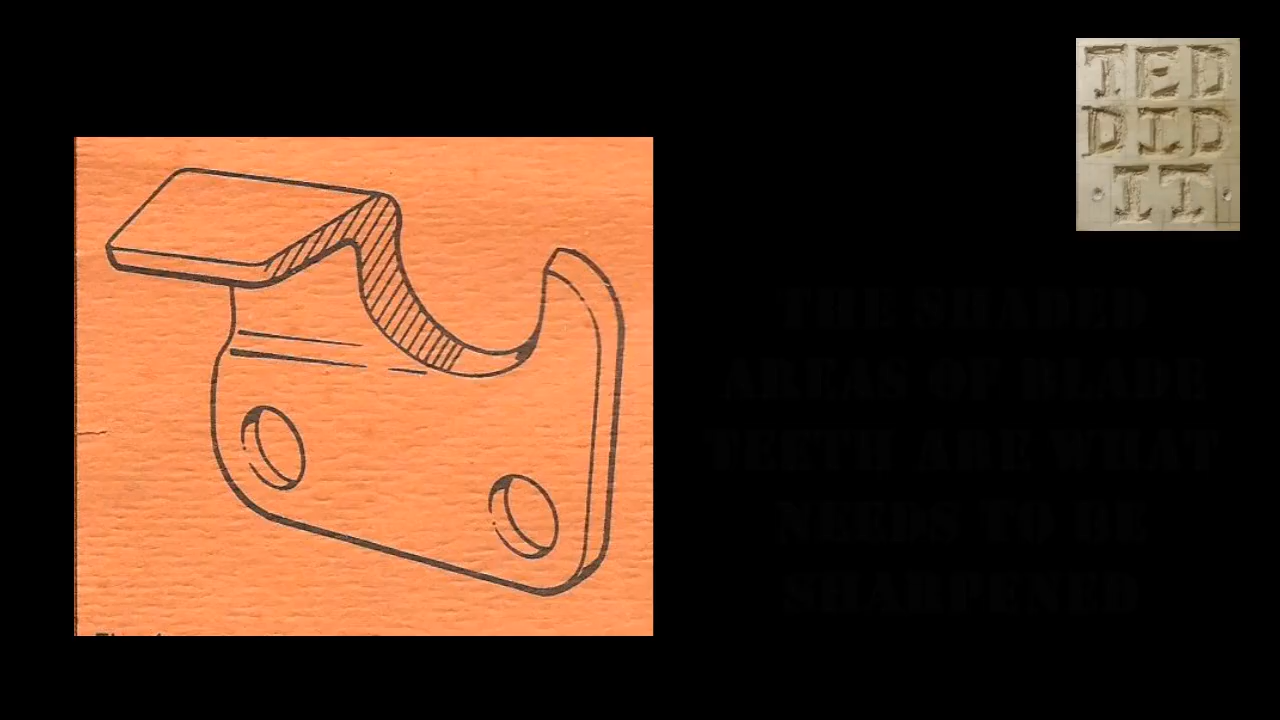 TED
DID
IT
THE SHADED
AREAS OF BLADE
TEETH ARE WHAT
NEEDS TO BE
SHARPENED